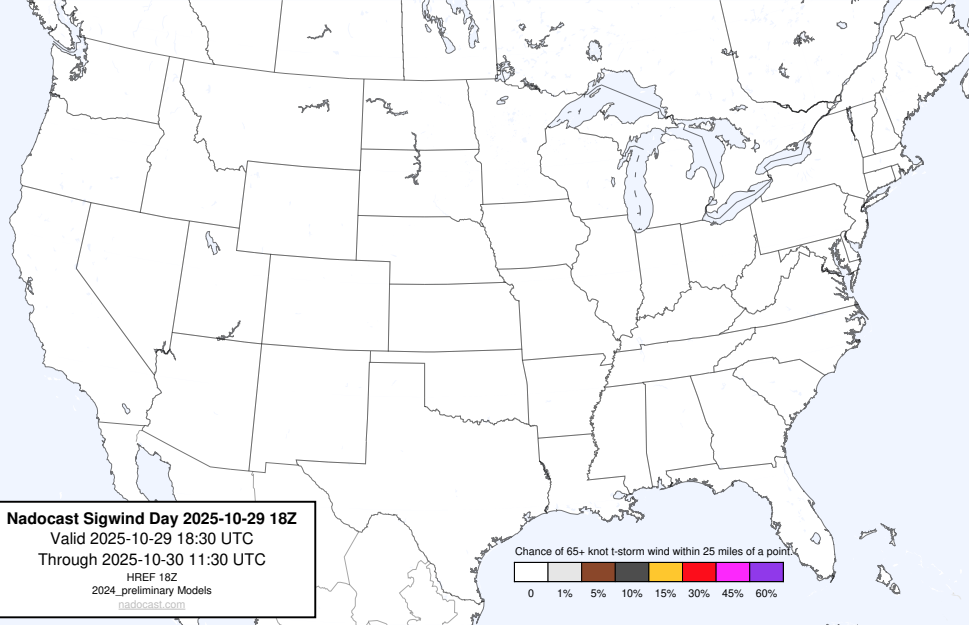 Nadocast Sigwind Day 2025-10-29 18Z
Valid 2025-10-29 18:30 UTC
Through 2025-10-30 11:30 UTC
HREF 18Z
2024_preliminary Models
nadocast.com
Chance of 65+ knot t-storm wind within 25 miles of a point.
0 1% 5% 10% 15% 30% 45% 60%